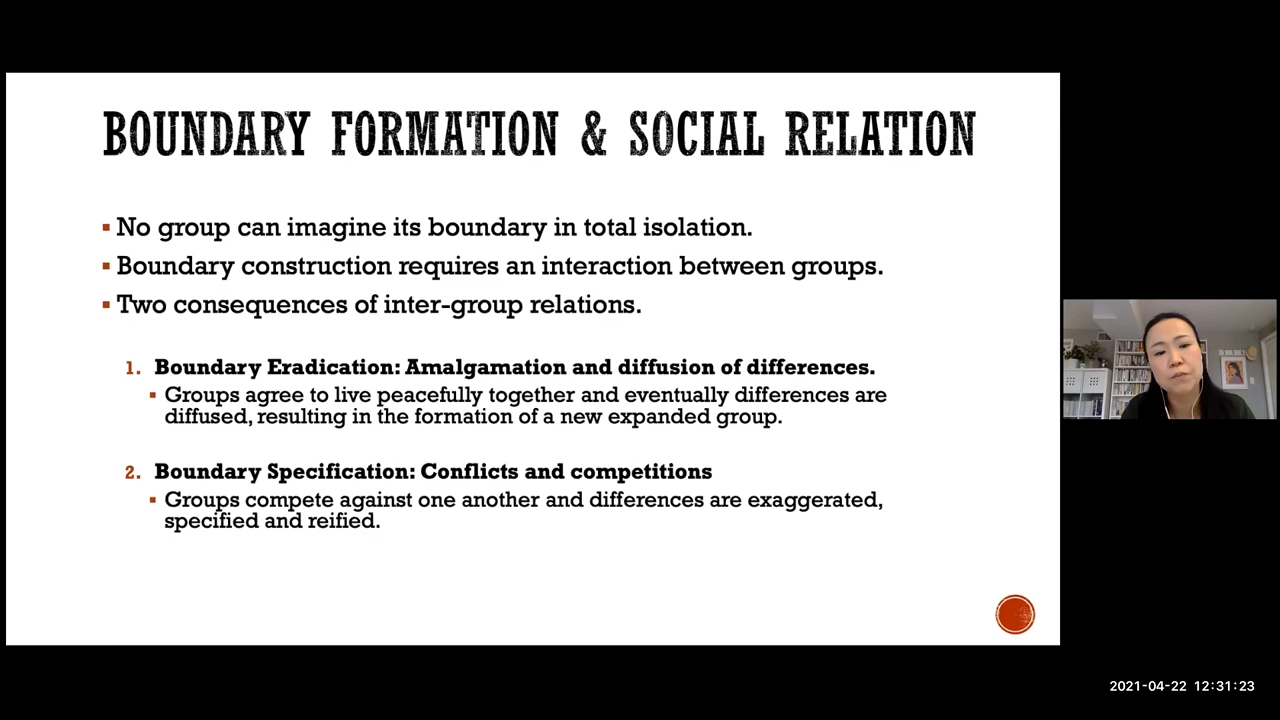 BOUNDARY FORMATION & SOCIAL RELATION
▪ No group can imagine its boundary in total isolation.
▪ Boundary construction requires an interaction between groups.
▪ Two consequences of inter-group relations.
1. Boundary Eradication: Amalgamation and diffusion of differences.
▪ Groups agree to live peacefully together and eventually differences are
diffused, resulting in the formation of a new expanded group.
2. Boundary Specification: Conflicts and competitions
▪ Groups compete against one another and differences are exaggerated,
specified and reified.
2021-04-22 12:31:23